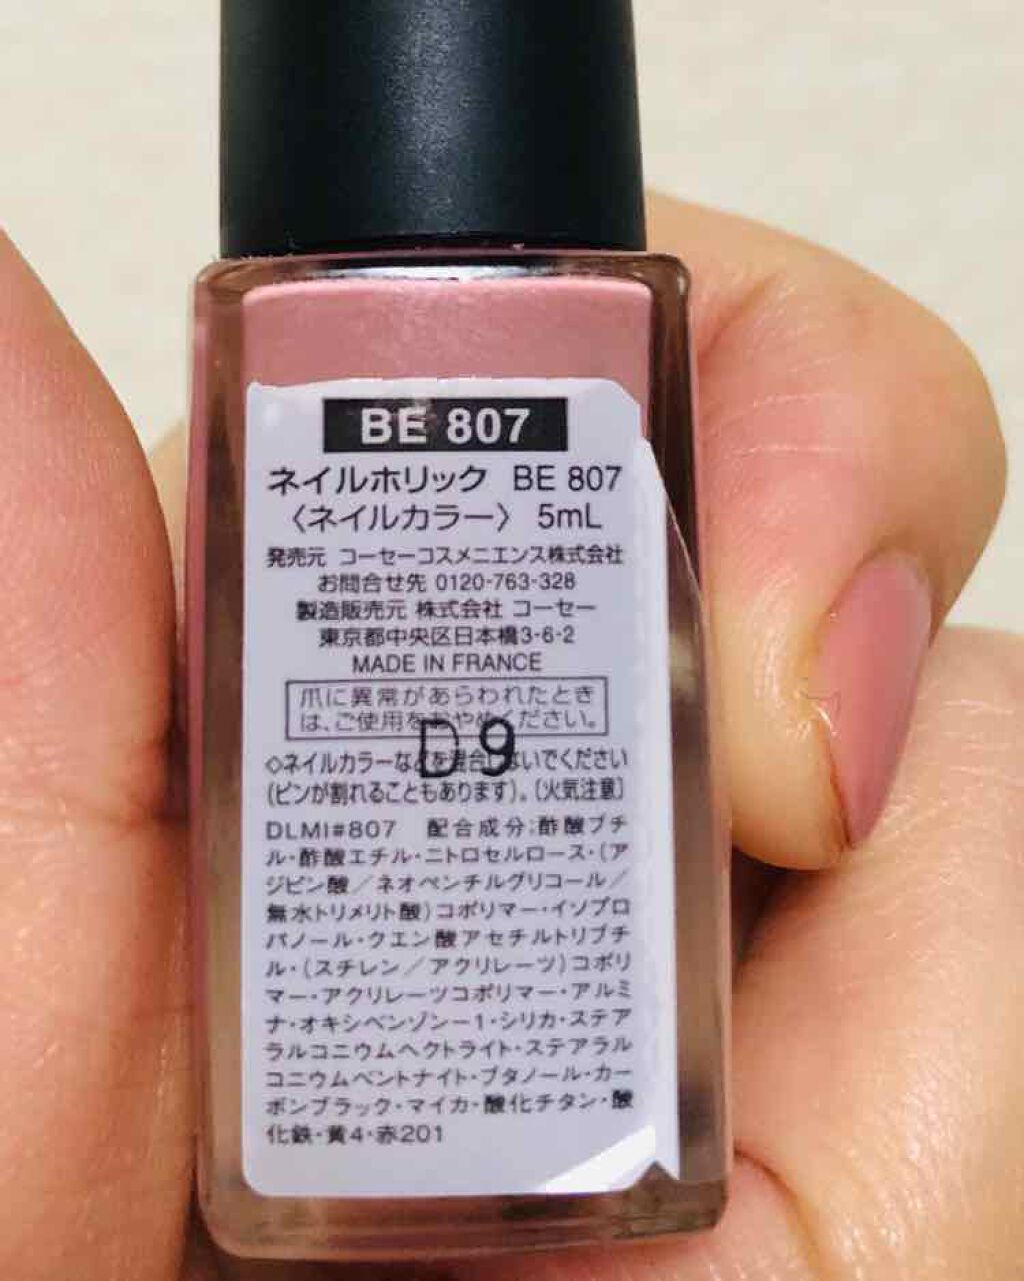 BE 807
ネイルホリック BE 807
〈ネイルカラー〉 5mL
発売元 コーセーコスメニエンス株式会社
お問合せ先 0120-763-328
製造販売元 株式会社 コーセー
東京都中央区日本橋3-6-2
MADE IN FRANCE
爪に異常があらわれたとき
は、ご使用をおやめください。
D9
◇ネイルカラーなどを混合しないでください
(ビンが割れることもあります)。〔火気注意〕
DLMI#807 配合成分:酢酸ブチ
ル・酢酸エチル・ニトロセルロース・(ア
ジピン酸/ネオペンチルグリコール/
無水トリメリト酸)コポリマー・イソプロ
パノール・クエン酸アセチルトリブチ
ル・(スチレン/アクリレーツ)コポリ
マー・アクリレーツコポリマー・アルミ
ナ・オキシベンゾン-1・シリカ・ステア
ラルコニウムヘクトライト・ステアラル
コニウムベントナイト・ブタノール・カー
ボンブラック・マイカ・酸化チタン・酸
化鉄・黄4・赤201